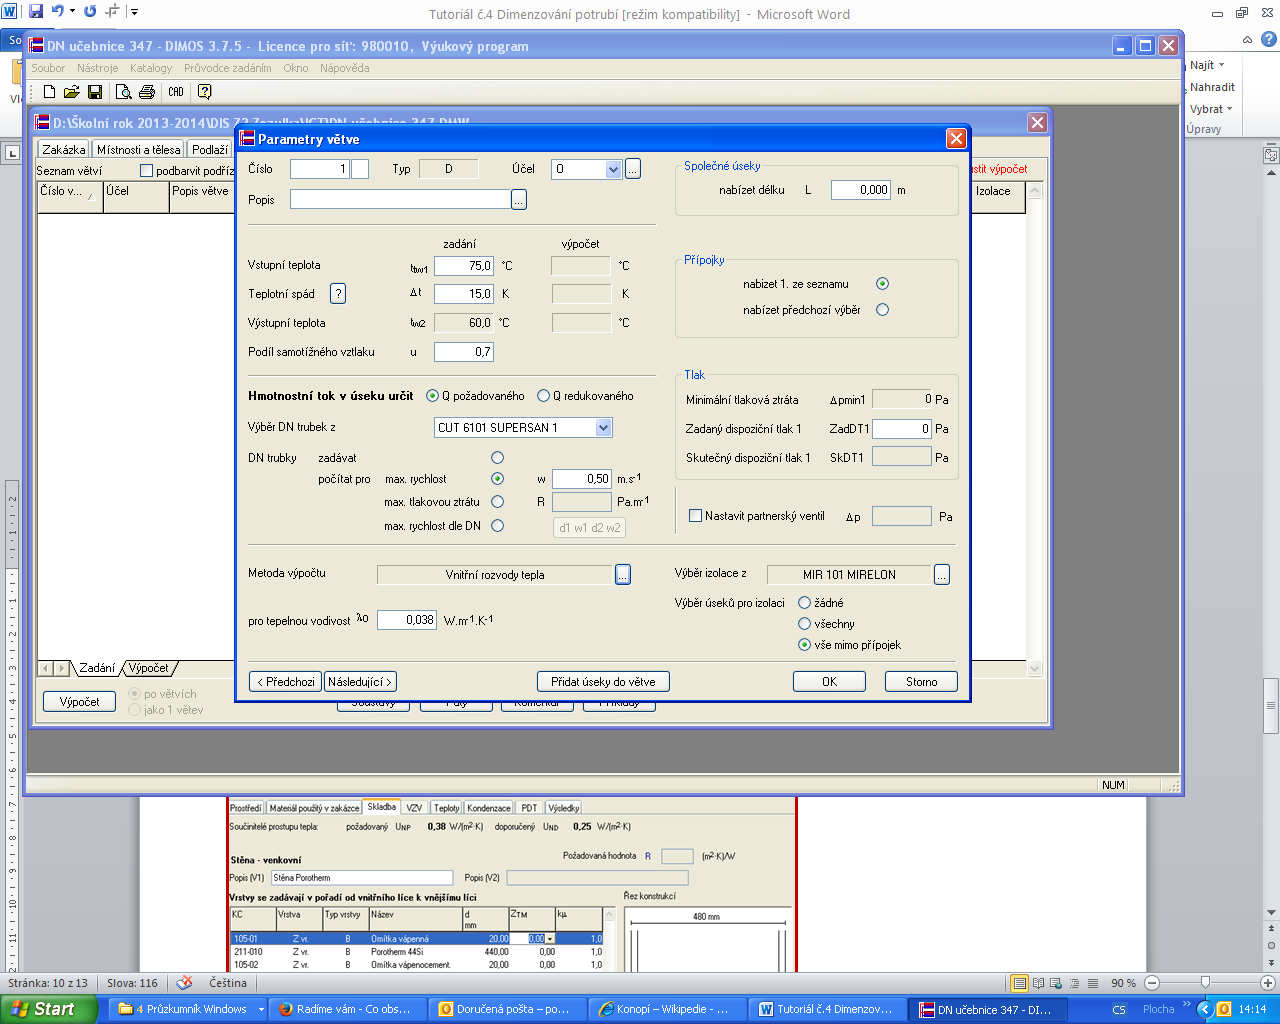 Tutoriál č.4 Dimenzování potrubí [režim kompatibility] - Microsoft Word
DN učebnice 347 - DIMOS 3.7.5 - Licence pro síť: 980010, Výukový program
Soubor Nástroje Katalogy Průvodce zadáním Okno Nápověda
Najít
Nahradit
Vybrat
Úpravy
CAD
Zakázka Místnosti a tělesa Podlaží
Seznam větví podbarvit podříz
stit výpočet
Číslo v... Účel Popis větve Izolace
Parametry větve
Číslo 1 Typ D Účel O ...
Popis ...
Společné úseky
nabízet délku L 0,000 m
zadání výpočet
Vstupní teplota tw1 75,0 °C °C
Teplotní spád ? Δt 15,0 K K
Výstupní teplota tw2 60,0 °C °C
Podíl samotížného vztlaku u 0,7
Přípojky
nabízet 1. ze seznamu
nabízet předchozí výběr
Hmotnostní tok v úseku určit Q požadovaného Q redukovaného
Výběr DN trubek z CUT 6101 SUPERSAN 1
DN trubky zadávat
počítat pro max. rychlost w 0,50 m.s-1
max. tlakovou ztrátu R Pa.m-1
max. rychlost dle DN d1 w1 d2 w2
Tlak
Minimální tlaková ztráta Δpmin1 0 Pa
Zadaný dispoziční tlak 1 ZadDT1 0 Pa
Skutečný dispoziční tlak 1 SkDT1 Pa
Nastavit partnerský ventil Δp Pa
Metoda výpočtu Vnitřní rozvody tepla ...
pro tepelnou vodivost λ0 0,038 W.m-1.K-1
Výběr izolace z MIR 101 MIRELON ...
Výběr úseků pro izolaci žádné
všechny
vše mimo přípojek
< Předchozí Následující > Přidat úseky do větve OK Storno
Zadání Výpočet
Výpočet po větvích
jako 1 větev
NUM
Prostředí Materiál použitý v zakázce Skladba VZV Teploty Kondenzace PDT Výsledky
Součinitelé prostupu tepla: požadovaný UNP 0,38 W/(m²·K) doporučený UND 0,25 W/(m²·K)
Stěna - venkovní Požadovaná hodnota R (m²·K)/W
Popis (V1) Stěna Porotherm Popis (V2)
Vrstvy se zadávají v pořadí od vnitřního líce k vnějšímu líci Řez konstrukcí
KC Vrstva Typ vrstvy Název d mm ZTM kμ
480 mm
105-01 Z vr. B Omítka vápenná 20,00 0,00 1,0
211-010 Z vr. B Porotherm 44Si 440,00 0,00 1,0
105-02 Z vr. B Omítka vápenocement. 20,00 0,00 1,0
Stránka: 10 z 13 Slova: 116 Čeština 90 %
Start 4 Průzkumník Windows Radíme vám - Co obs... Doručená pošta – po... Konopí – Wikipedie - ... Tutoriál č.4 Dimenzov... DN učebnice 347 - DI... CS Plocha 14:14